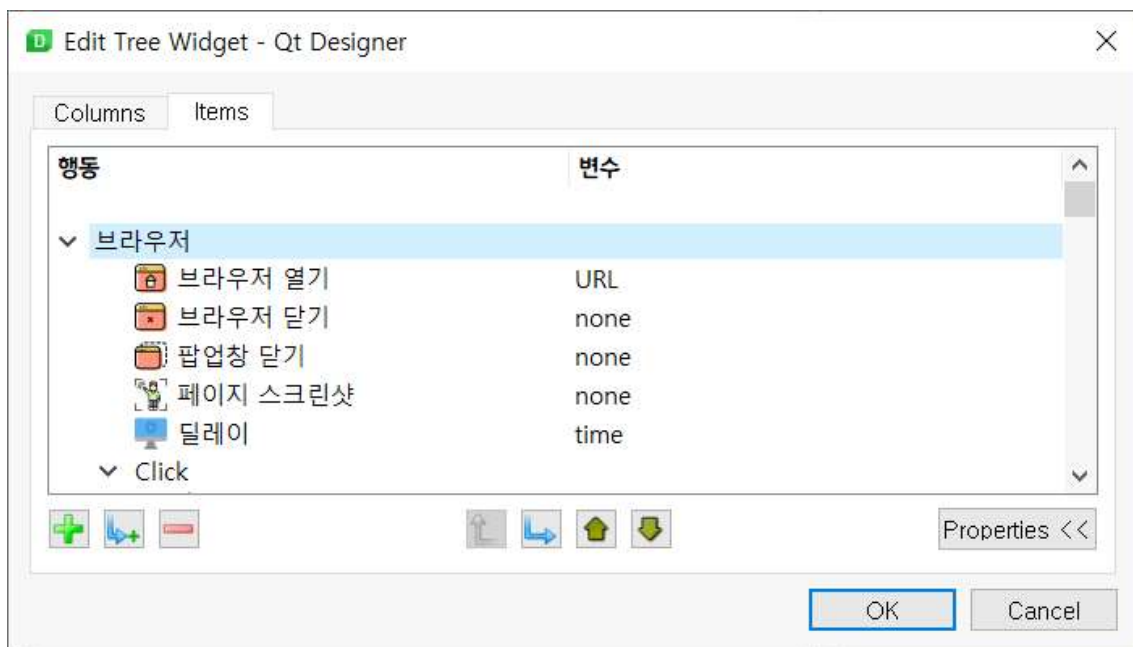 Edit Tree Widget - Qt Designer
Columns Items
행동 변수
브라우저
브라우저 열기 URL
브라우저 닫기 none
팝업창 닫기 none
페이지 스크린샷 none
딜레이 time
Click
Properties <<
OK Cancel